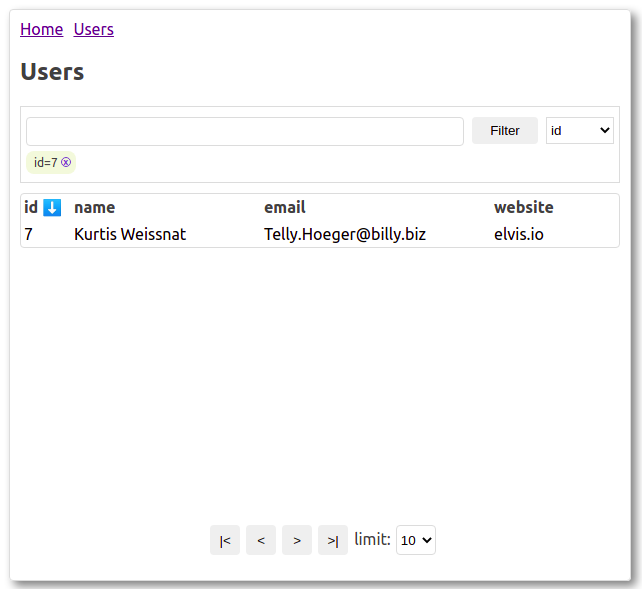 Home Users
Users
Filter id
id=7 ⓧ
id ⬇ name email website
7 Kurtis Weissnat Telly.Hoeger@billy.biz elvis.io
|< < > >| limit: 10